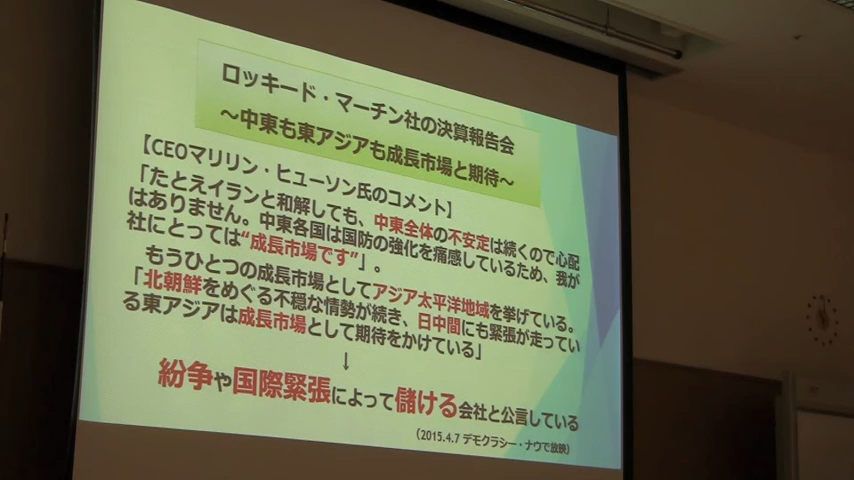 ロッキード・マーチン社の決算報告会
～中東も東アジアも成長市場と期待～
【CEOマリリン・ヒューソン氏のコメント】
「たとえイランと和解しても、中東全体の不安定は続くので心配
はありません。中東各国は国防の強化を痛感しているため、我が
社にとっては“成長市場です”」。
もうひとつの成長市場としてアジア太平洋地域を挙げている。
「北朝鮮をめぐる不穏な情勢が続き、日中間にも緊張が走ってい
る東アジアは成長市場として期待をかけている」
↓
紛争や国際緊張によって儲ける会社と公言している
（2015.4.7 デモクラシー・ナウで放映）